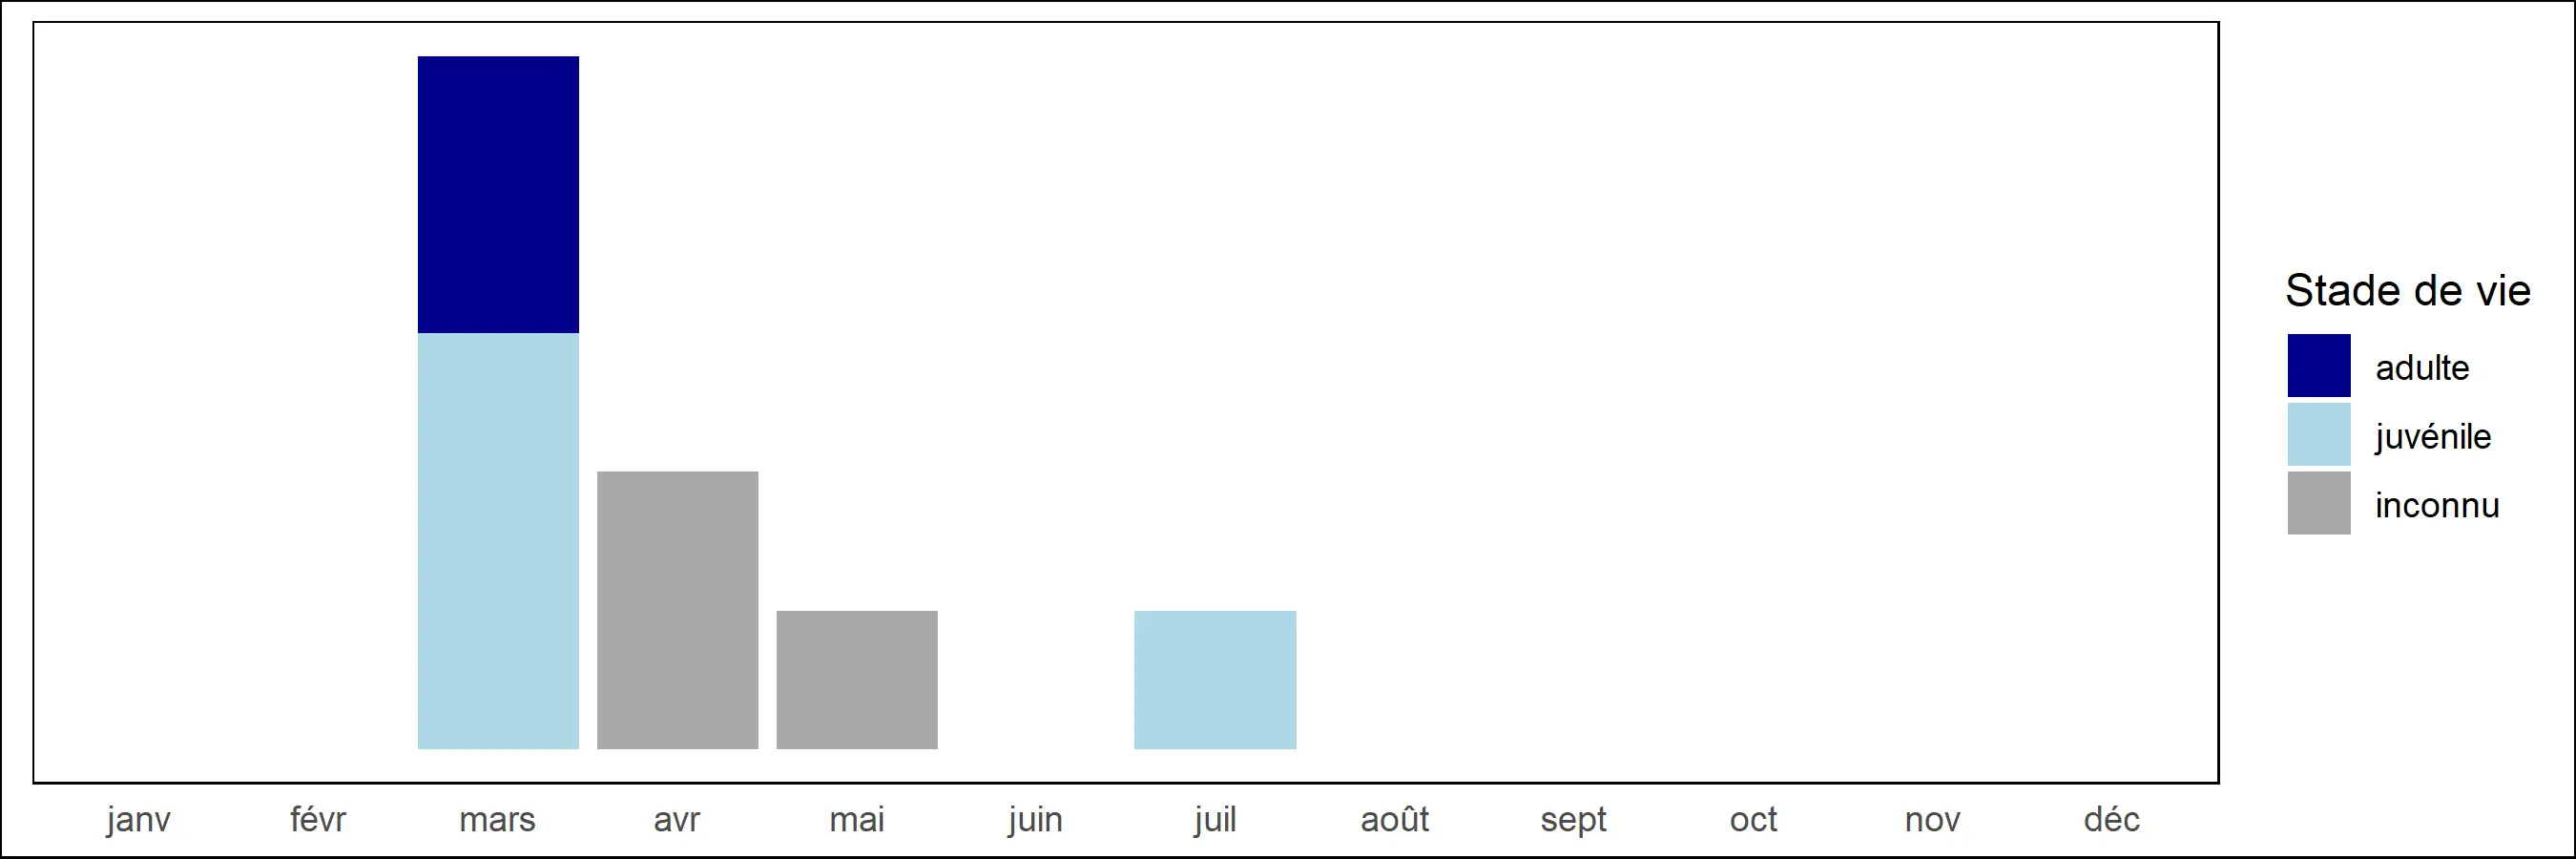 Stade de vie
adulte
juvénile
inconnu
janv févr mars avr mai juin juil août sept oct nov déc